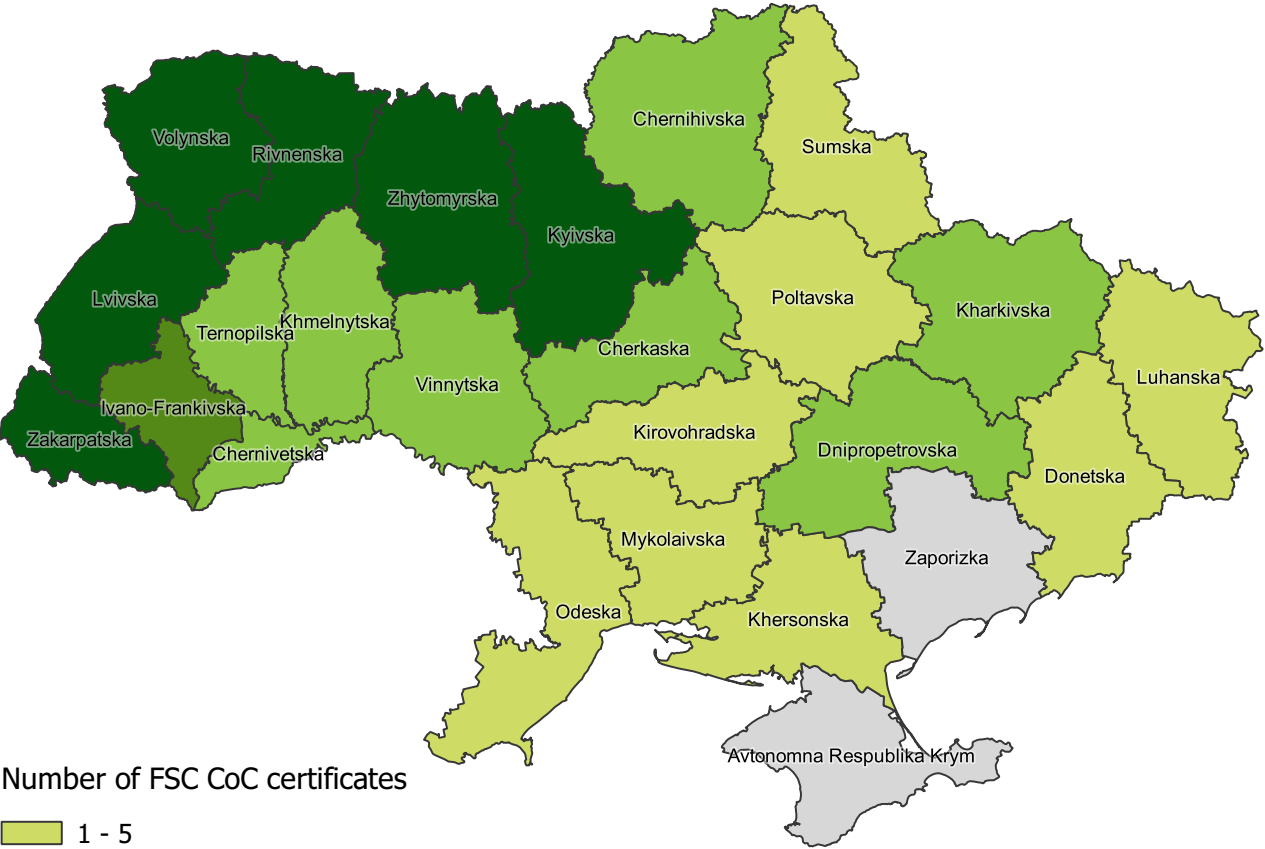 Chernihivska
Volynska
Sumska
Rivnenska
Zhytomyrska
Kyivska
Lvivska
Poltavska
Kharkivska
Khmelnytska
Ternopilska
Cherkaska
Luhanska
Vinnytska
Ivano-Frankivska
Kirovohradska
Zakarpatska
Chernivetska
Dnipropetrovska
Donetska
Mykolaivska
Zaporizka
Odeska
Khersonska
Avtonomna Respublika Krym
Number of FSC CoC certificates
1 - 5